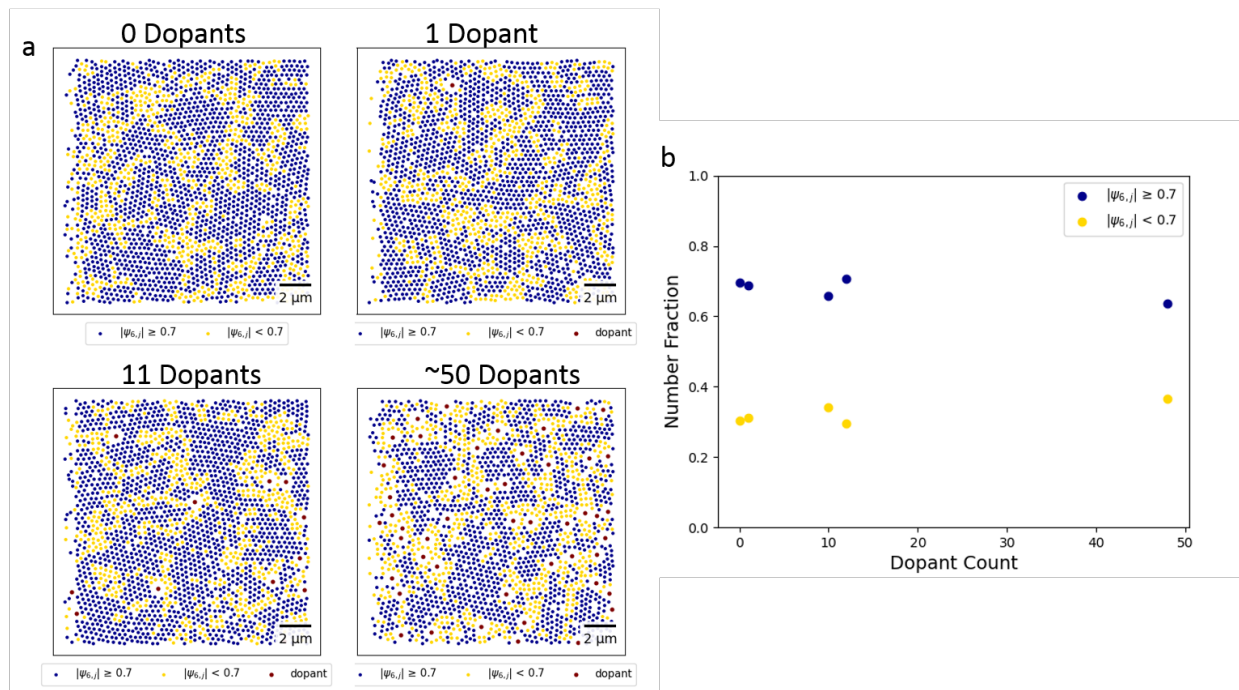 a
0 Dopants
1 Dopant
2 μm
2 μm
|ψ6,j| ≥ 0.7
|ψ6,j| < 0.7
|ψ6,j| ≥ 0.7
|ψ6,j| < 0.7
dopant
11 Dopants
~50 Dopants
2 μm
2 μm
|ψ6,j| ≥ 0.7
|ψ6,j| < 0.7
dopant
|ψ6,j| ≥ 0.7
|ψ6,j| < 0.7
dopant
b
1.0
0.8
0.6
0.4
0.2
0.0
Number Fraction
|ψ6,j| ≥ 0.7
|ψ6,j| < 0.7
0
10
20
30
40
50
Dopant Count